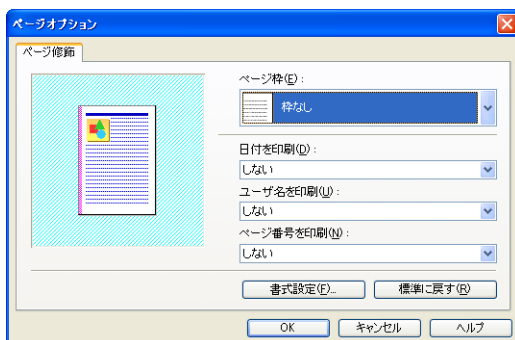 ページオプション
ページ修飾
ページ枠(E) :
枠なし
日付を印刷(D) :
しない
ユーザ名を印刷(U) :
しない
ページ番号を印刷(N) :
しない
書式設定(F)...
標準に戻す(R)
OK
キャンセル
ヘルプ